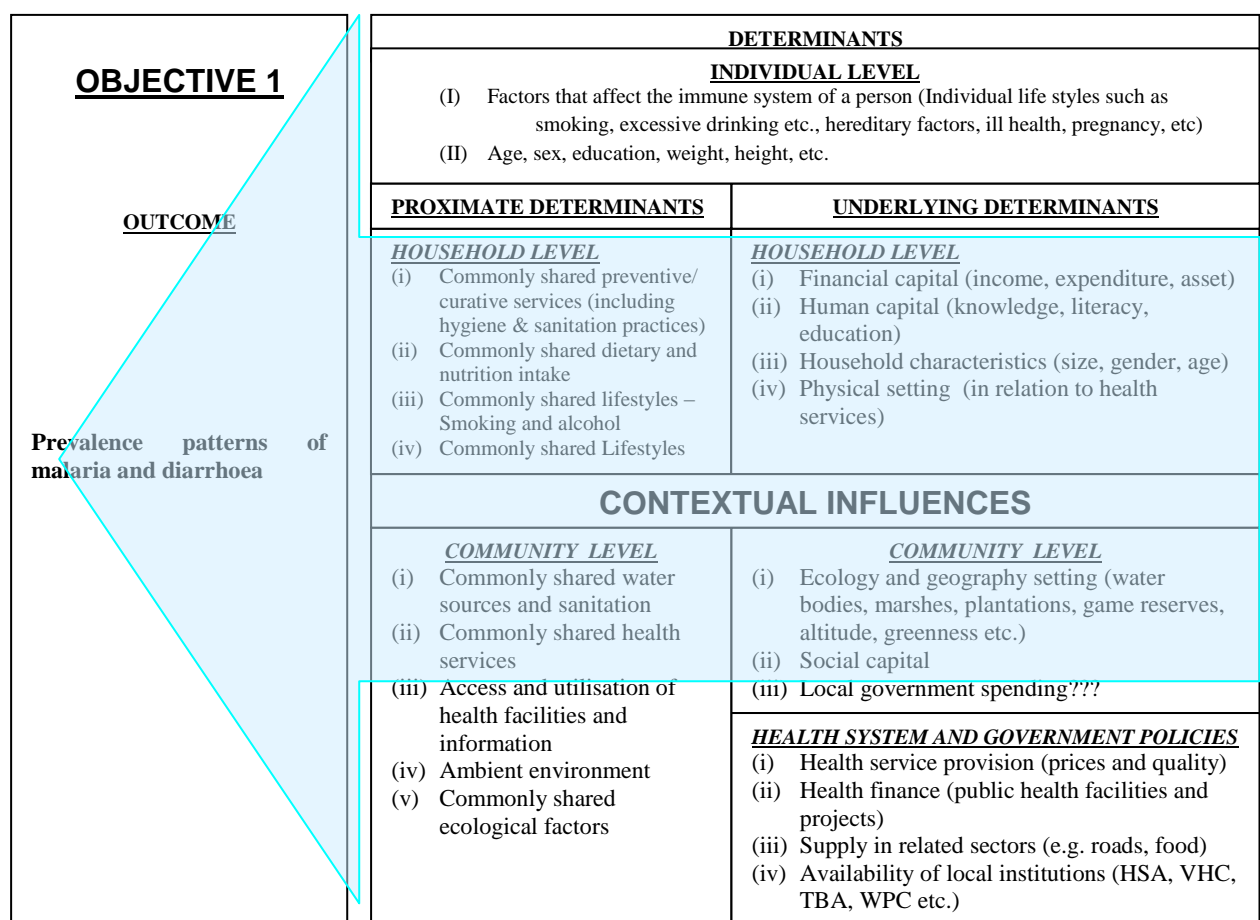 OBJECTIVE 1
OUTCOME
Prevalence patterns of
malaria and diarrhoea
DETERMINANTS
INDIVIDUAL LEVEL
(I) Factors that affect the immune system of a person (Individual life styles such as
smoking, excessive drinking etc., hereditary factors, ill health, pregnancy, etc)
(II) Age, sex, education, weight, height, etc.
PROXIMATE DETERMINANTS
HOUSEHOLD LEVEL
(i) Commonly shared preventive/
curative services (including
hygiene & sanitation practices)
(ii) Commonly shared dietary and
nutrition intake
(iii) Commonly shared lifestyles –
Smoking and alcohol
(iv) Commonly shared Lifestyles
UNDERLYING DETERMINANTS
HOUSEHOLD LEVEL
(i) Financial capital (income, expenditure, asset)
(ii) Human capital (knowledge, literacy,
education)
(iii) Household characteristics (size, gender, age)
(iv) Physical setting (in relation to health
services)
CONTEXTUAL INFLUENCES
COMMUNITY LEVEL
(i) Commonly shared water
sources and sanitation
(ii) Commonly shared health
services
(iii) Access and utilisation of
health facilities and
information
(iv) Ambient environment
(v) Commonly shared
ecological factors
COMMUNITY LEVEL
(i) Ecology and geography setting (water
bodies, marshes, plantations, game reserves,
altitude, greenness etc.)
(ii) Social capital
(iii) Local government spending???
HEALTH SYSTEM AND GOVERNMENT POLICIES
(i) Health service provision (prices and quality)
(ii) Health finance (public health facilities and
projects)
(iii) Supply in related sectors (e.g. roads, food)
(iv) Availability of local institutions (HSA, VHC,
TBA, WPC etc.)